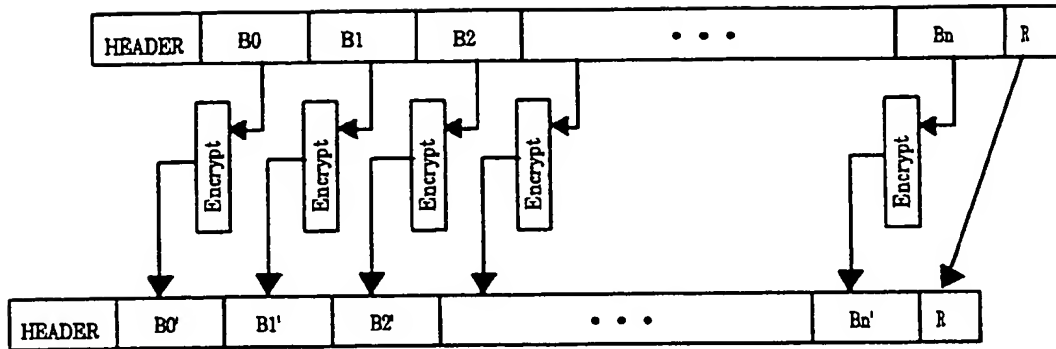 HEADER B0 B1 B2 • • • Bn R
Encrypt Encrypt Encrypt Encrypt Encrypt
HEADER B0' B1' B2' • • • Bn' R